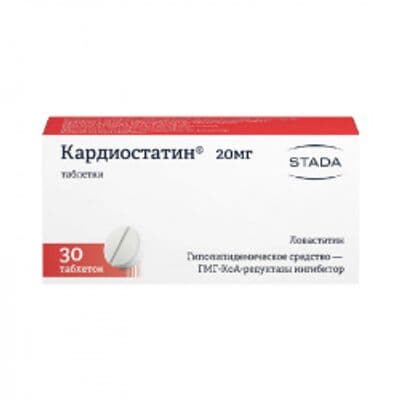 Кардиостатин® 20мг
STADA
таблетки
Ловастатин
30
таблеток
Гиполипидемическое средство —
ГМГ-КоА-редуктазы ингибитор